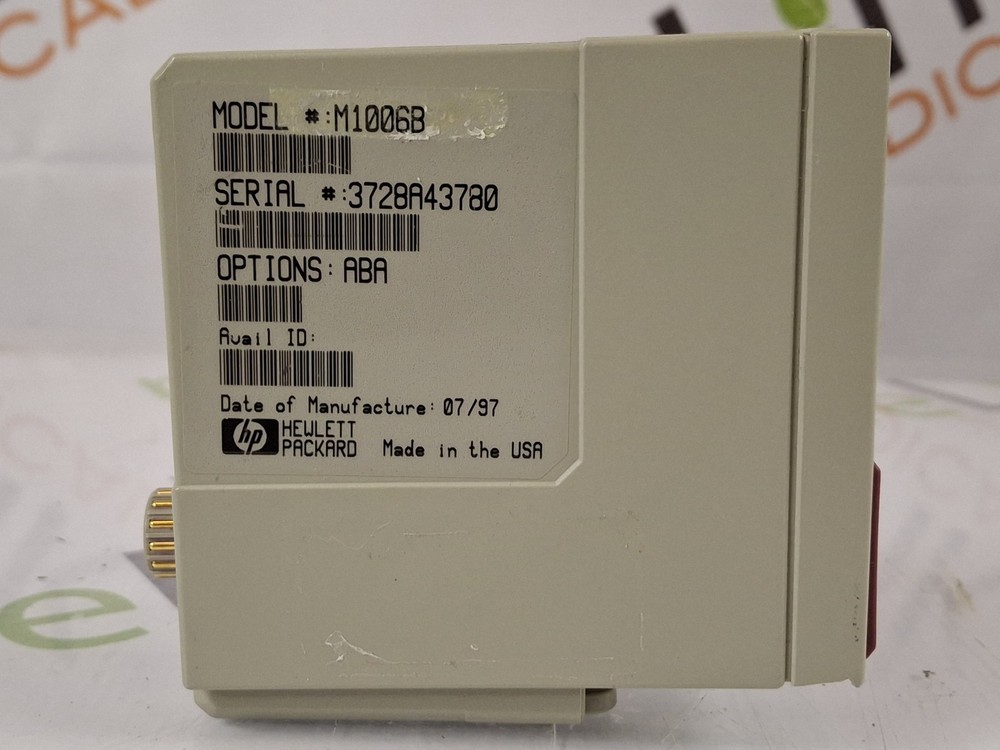 MODEL #:M1006B
SERIAL #:3728A43780
OPTIONS: ABA
Avail ID:
Date of Manufacture: 07/97
hp HEWLETT
PACKARD Made in the USA